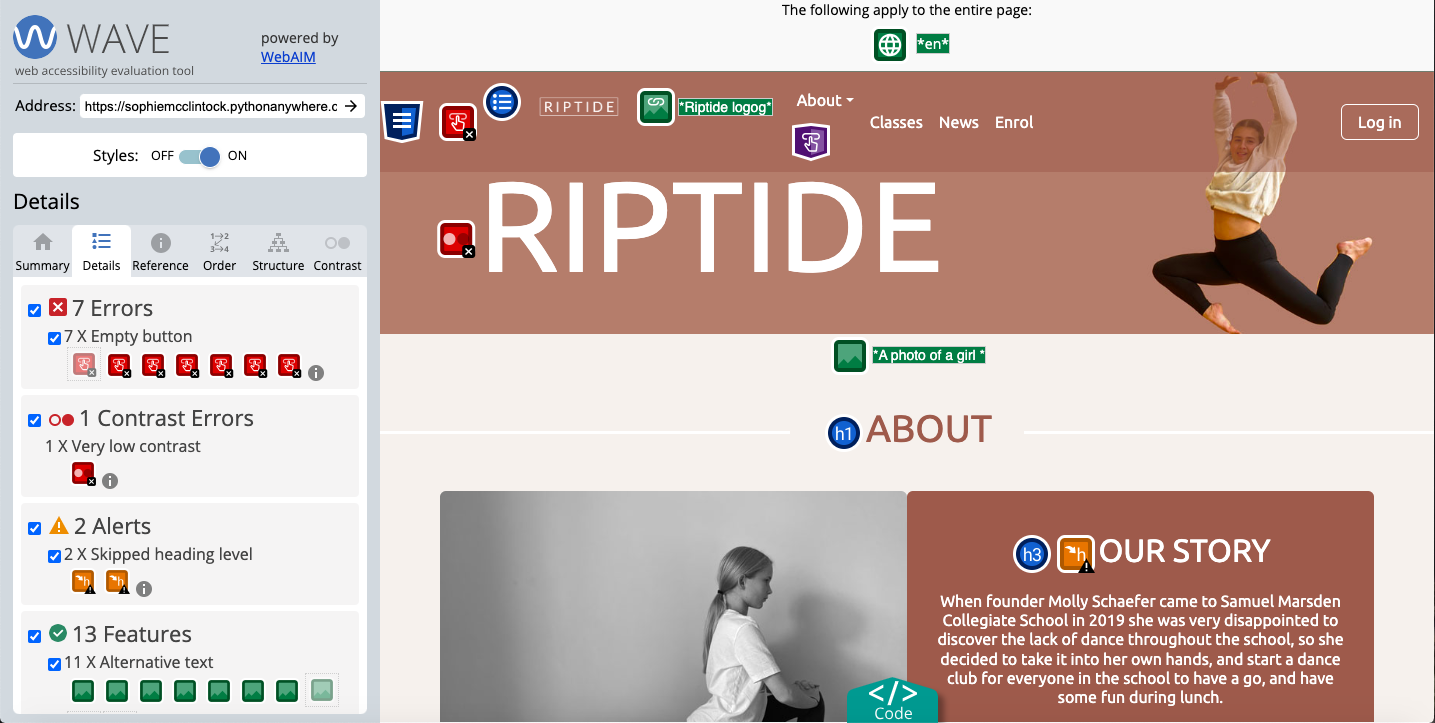 WAVE
web accessibility evaluation tool
powered by
WebAIM
Address: https://sophiemcclintock.pythonanywhere.c
Styles: OFF ON
Details
Summary Details Reference Order Structure Contrast
7 Errors
7 X Empty button
1 Contrast Errors
1 X Very low contrast
2 Alerts
2 X Skipped heading level
13 Features
11 X Alternative text
The following apply to the entire page:
*en*
RIPTIDE
*Riptide logog*
About
Classes News Enrol
Log in
RIPTIDE
*A photo of a girl *
h1 ABOUT
h3 h OUR STORY
When founder Molly Schaefer came to Samuel Marsden
Collegiate School in 2019 she was very disappointed to
discover the lack of dance throughout the school, so she
decided to take it into her own hands, and start a dance
club for everyone in the school to have a go, and have
some fun during lunch.
</> Code